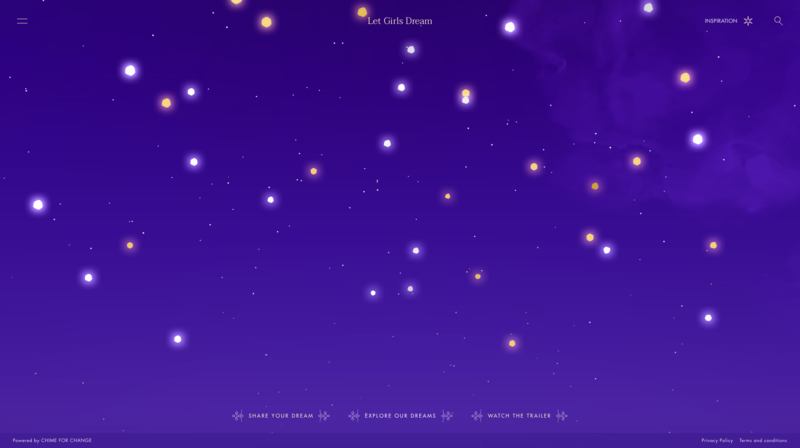 Let Girls Dream
INSPIRATION
SHARE YOUR DREAM
EXPLORE OUR DREAMS
WATCH THE TRAILER
Powered by CHIME FOR CHANGE
Privacy Policy
Terms and conditions